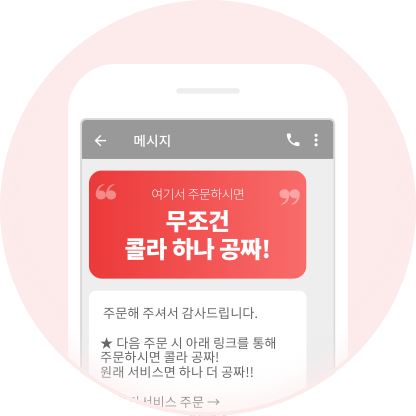 메시지
여기서 주문하시면
무조건
콜라 하나 공짜!
주문해 주셔서 감사드립니다.
★ 다음 주문 시 아래 링크를 통해
주문하시면 콜라 공짜!
원래 서비스면 하나 더 공짜!!
서비스 주문 →